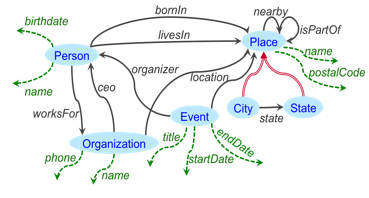 bornIn
nearby
birthdate
livesIn
isPartOf
Person
Place
name
organizer
location
postalCode
name
ceo
worksFor
Event
City
State
state
Organization
title
endDate
phone
startDate
name